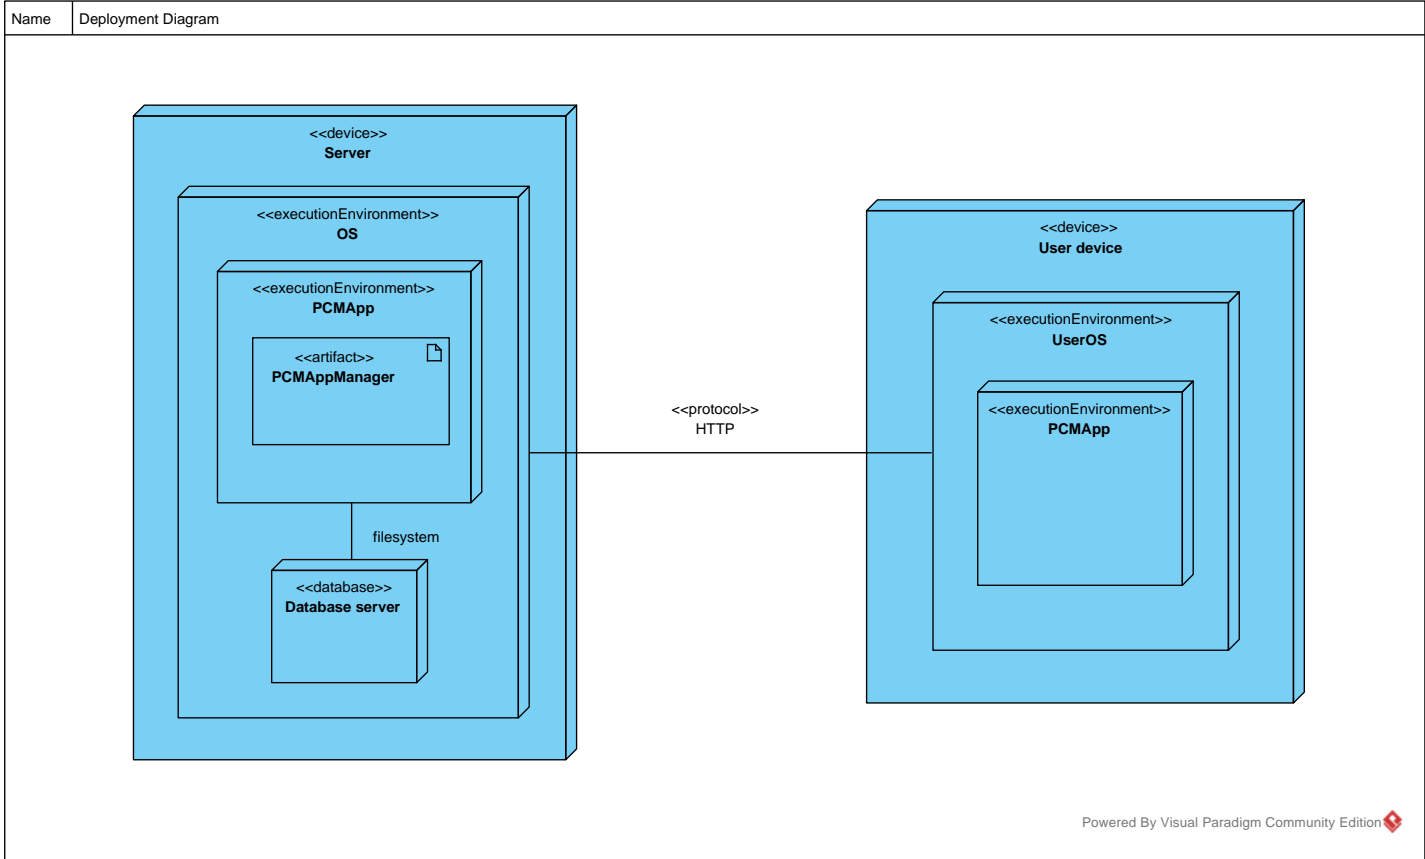 Name Deployment Diagram
<<device>>
Server
<<executionEnvironment>>
OS
<<executionEnvironment>>
PCMApp
<<artifact>>
PCMAppManager
filesystem
<<database>>
Database server
<<protocol>>
HTTP
<<device>>
User device
<<executionEnvironment>>
UserOS
<<executionEnvironment>>
PCMApp
Powered By Visual Paradigm Community Edition